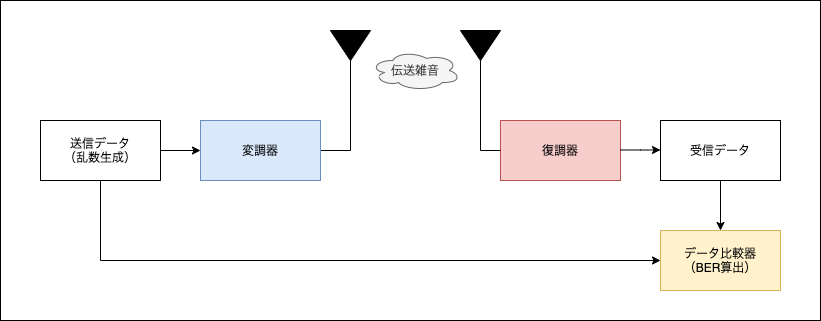 伝送雑音
送信データ
（乱数生成）
変調器
復調器
受信データ
データ比較器
（BER算出）